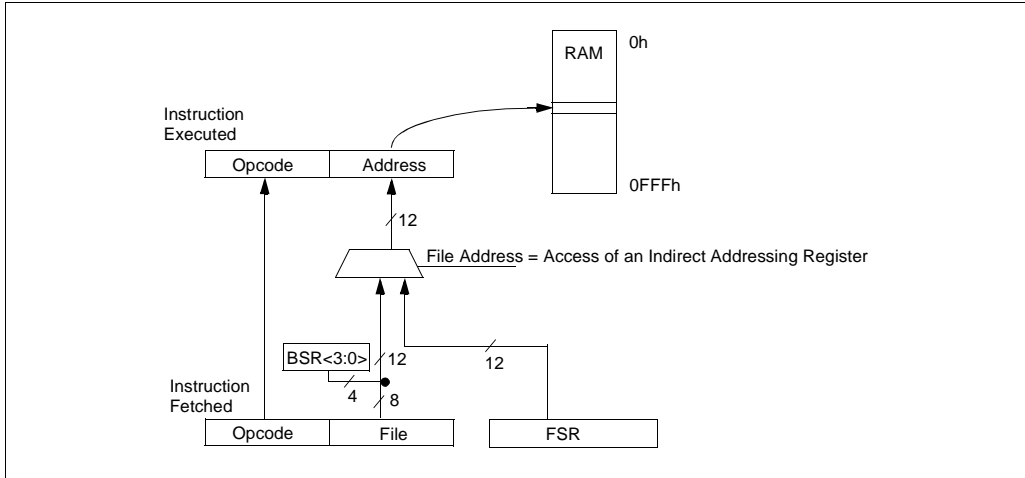 0h
RAM
Instruction
Executed
Opcode Address
0FFFh
12
File Address = Access of an Indirect Addressing Register
BSR<3:0>
12
12
4
8
Instruction
Fetched
Opcode File
FSR